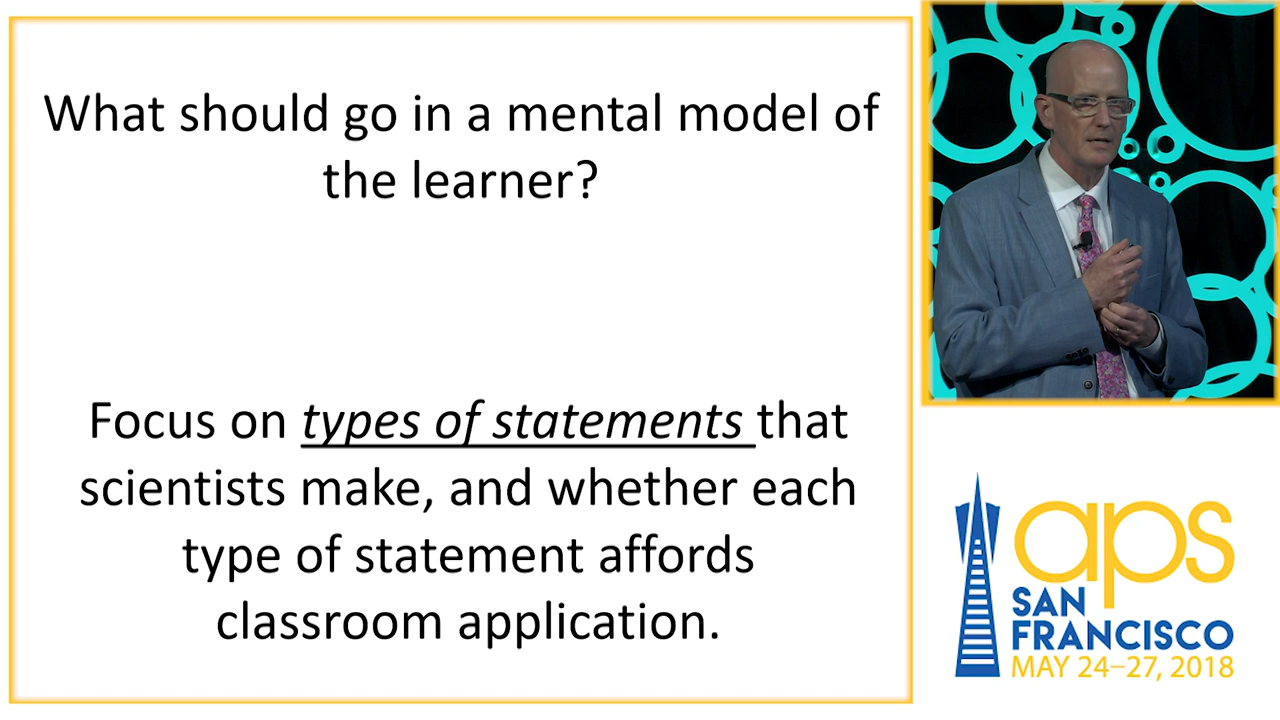 What should go in a mental model of
the learner?
Focus on types of statements that
scientists make, and whether each
type of statement affords
classroom application.
aps
SAN
FRANCISCO
MAY 24–27, 2018